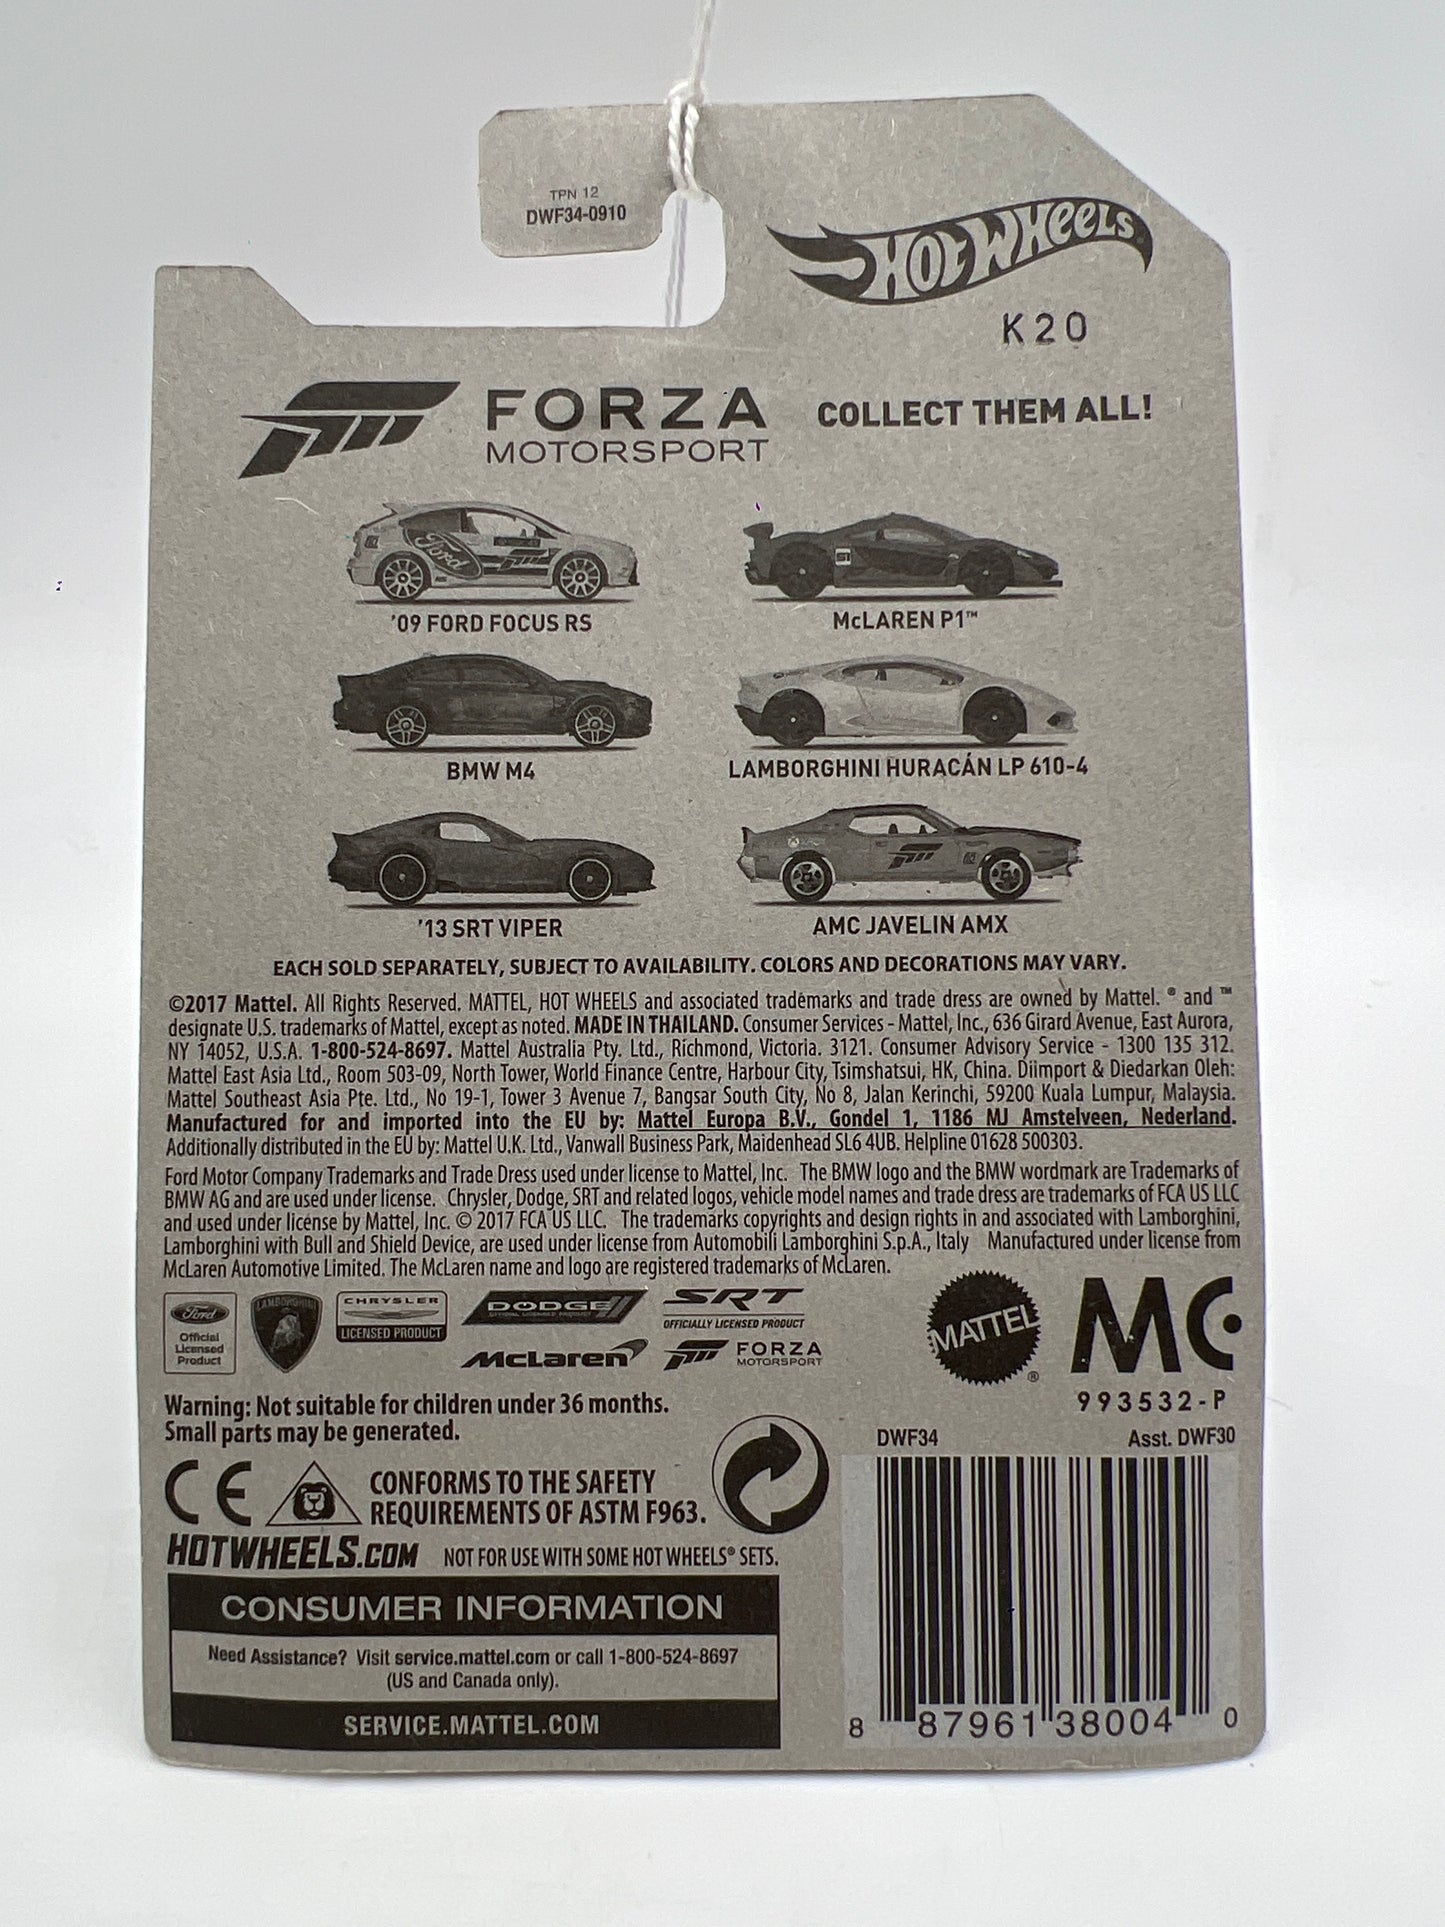 TPN 12
DWF34-0910
HOT WHEELS
K20
FORZA
MOTORSPORT
COLLECT THEM ALL!
Ford
'09 FORD FOCUS RS
McLAREN P1™
BMW M4
LAMBORGHINI HURACÁN LP 610-4
'13 SRT VIPER
AMC JAVELIN AMX
EACH SOLD SEPARATELY, SUBJECT TO AVAILABILITY. COLORS AND DECORATIONS MAY VARY.
©2017 Mattel. All Rights Reserved. MATTEL, HOT WHEELS and associated trademarks and trade dress are owned by Mattel. ® and ™
designate U.S. trademarks of Mattel, except as noted. MADE IN THAILAND. Consumer Services - Mattel, Inc., 636 Girard Avenue, East Aurora,
NY 14052, U.S.A. 1-800-524-8697. Mattel Australia Pty. Ltd., Richmond, Victoria. 3121. Consumer Advisory Service - 1300 135 312.
Mattel East Asia Ltd., Room 503-09, North Tower, World Finance Centre, Harbour City, Tsimshatsui, HK, China. Diimport & Diedarkan Oleh:
Mattel Southeast Asia Pte. Ltd., No 19-1, Tower 3 Avenue 7, Bangsar South City, No 8, Jalan Kerinchi, 59200 Kuala Lumpur, Malaysia.
Manufactured for and imported into the EU by: Mattel Europa B.V., Gondel 1, 1186 MJ Amstelveen, Nederland.
Additionally distributed in the EU by: Mattel U.K. Ltd., Vanwall Business Park, Maidenhead SL6 4UB. Helpline 01628 500303.
Ford Motor Company Trademarks and Trade Dress used under license to Mattel, Inc. The BMW logo and the BMW wordmark are Trademarks of
BMW AG and are used under license. Chrysler, Dodge, SRT and related logos, vehicle model names and trade dress are trademarks of FCA US LLC
and used under license by Mattel, Inc. © 2017 FCA US LLC. The trademarks copyrights and design rights in and associated with Lamborghini,
Lamborghini with Bull and Shield Device, are used under license from Automobili Lamborghini S.p.A., Italy Manufactured under license from
McLaren Automotive Limited. The McLaren name and logo are registered trademarks of McLaren.
Ford
Official
Licensed
Product
LAMBORGHINI
CHRYSLER
LICENSED PRODUCT
DODGE
OFFICIAL LICENSED PRODUCT
SRT
OFFICIALLY LICENSED PRODUCT
McLaren
FORZA
MOTORSPORT
MATTEL®
MC
993532-P
Warning: Not suitable for children under 36 months.
Small parts may be generated.
CE
CONFORMS TO THE SAFETY
REQUIREMENTS OF ASTM F963.
HOTWHEELS.COM NOT FOR USE WITH SOME HOT WHEELS® SETS.
CONSUMER INFORMATION
Need Assistance? Visit service.mattel.com or call 1-800-524-8697
(US and Canada only).
SERVICE.MATTEL.COM
DWF34 Asst. DWF30
8 87961 38004 0